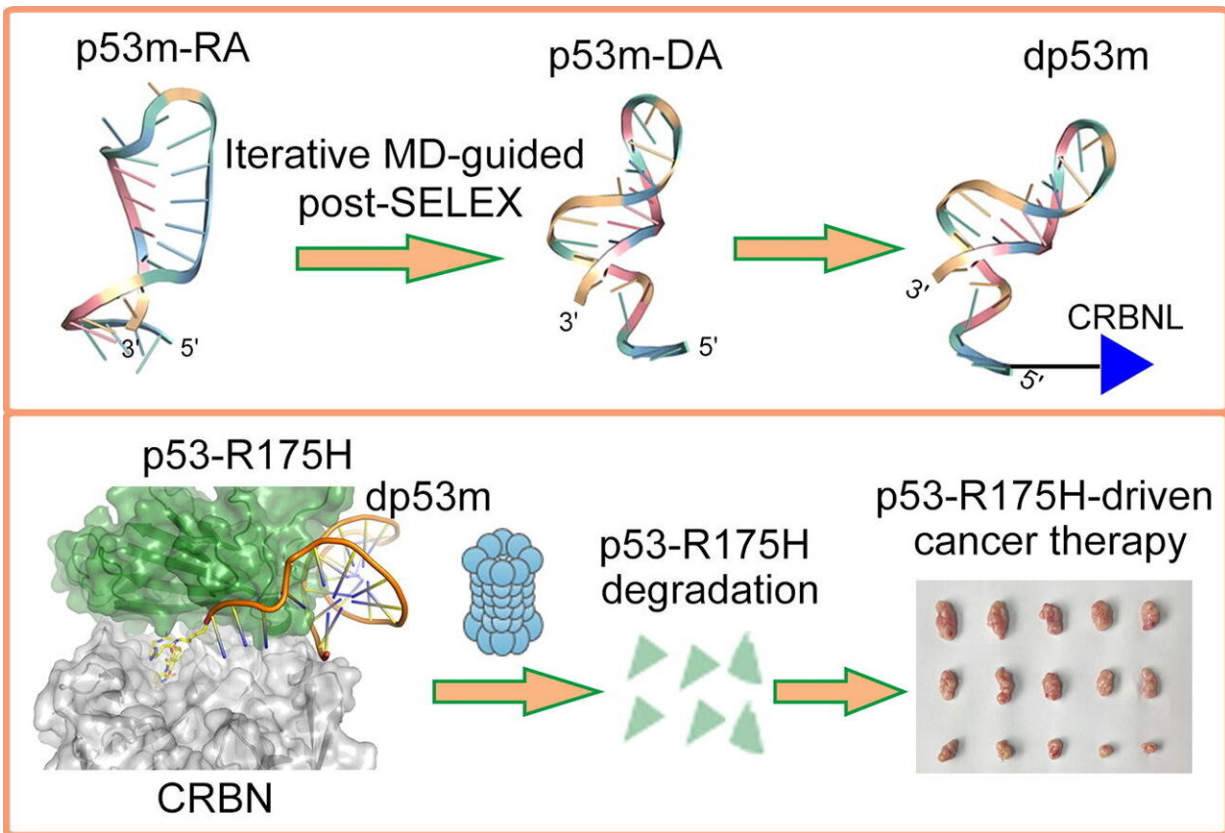 p53m-RA
p53m-DA
dp53m
Iterative MD-guided
post-SELEX
3'
5'
3'
5'
3'
5'
CRBNL
p53-R175H
dp53m
CRBN
p53-R175H
degradation
p53-R175H-driven
cancer therapy